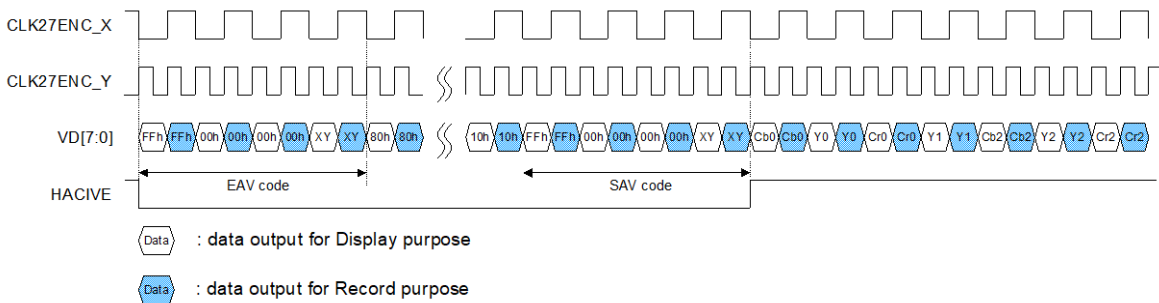 CLK27ENC_X
CLK27ENC_Y
VD[7:0] FFh FFh 00h 00h 00h 00h XY XY 80h 80h 10h 10h FFh FFh 00h 00h 00h 00h XY XY Cb0 Cb0 Y0 Y0 Cr0 Cr0 Y1 Y1 Cb2 Cb2 Y2 Y2 Cr2 Cr2
EAV code SAV code
HACIVE
Data : data output for Display purpose
Data : data output for Record purpose